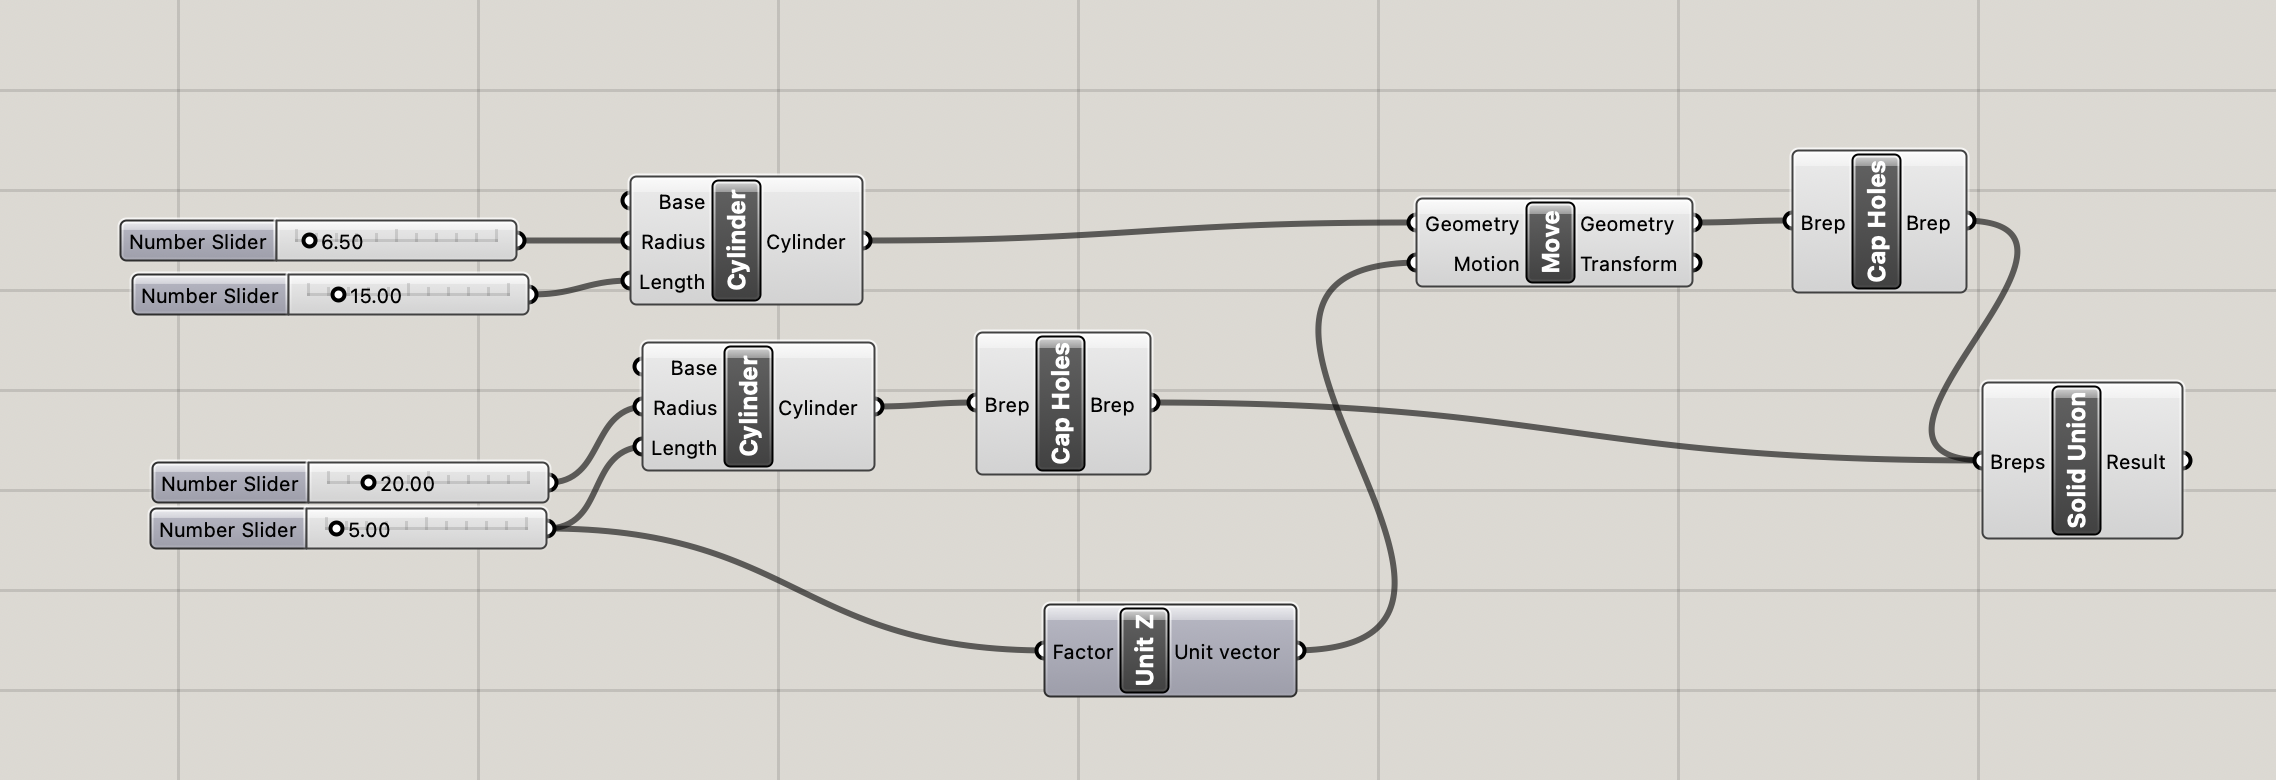 Number Slider 6.50
Number Slider 15.00
Base
Radius
Length
Cylinder
Cylinder
Number Slider 20.00
Number Slider 5.00
Base
Radius
Length
Cylinder
Cylinder
Brep
Cap Holes
Brep
Factor
Unit Z
Unit vector
Geometry
Motion
Move
Geometry
Transform
Brep
Cap Holes
Brep
Breps
Solid Union
Result